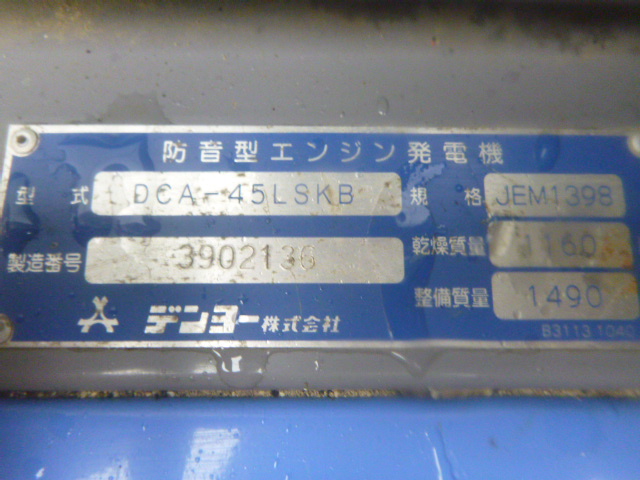 防音型エンジン発電機
型式 DCA-45LSKB 規格 JEM1398
製造番号 3902136 乾燥質量 1160
整備質量 1490
デンヨー株式会社
B3113 1040